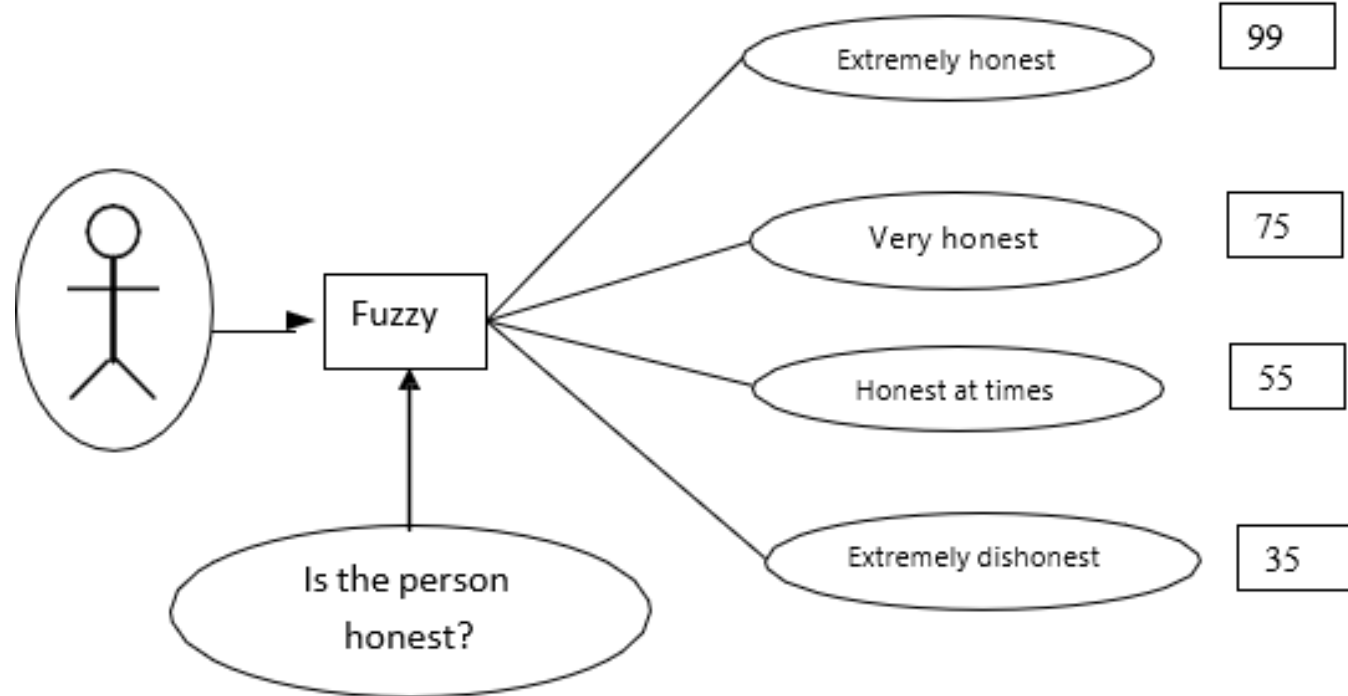 Extremely honest
99
Very honest
75
Fuzzy
Honest at times
55
Extremely dishonest
35
Is the person
honest?